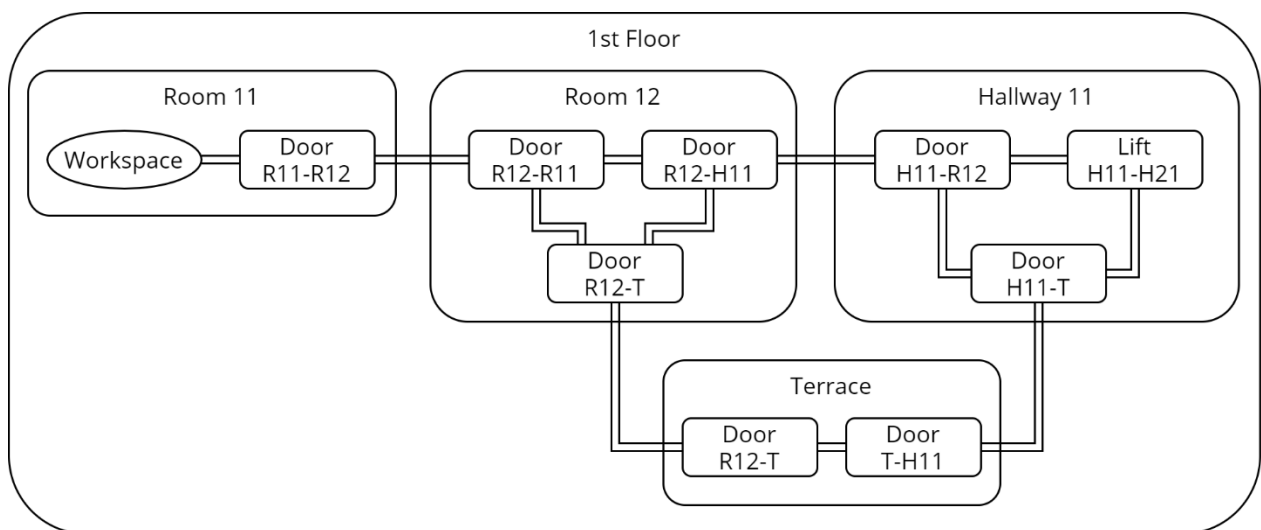 1st Floor
Room 11
Workspace
Door
R11-R12
Room 12
Door
R12-R11
Door
R12-H11
Door
R12-T
Hallway 11
Door
H11-R12
Lift
H11-H21
Door
H11-T
Terrace
Door
R12-T
Door
T-H11